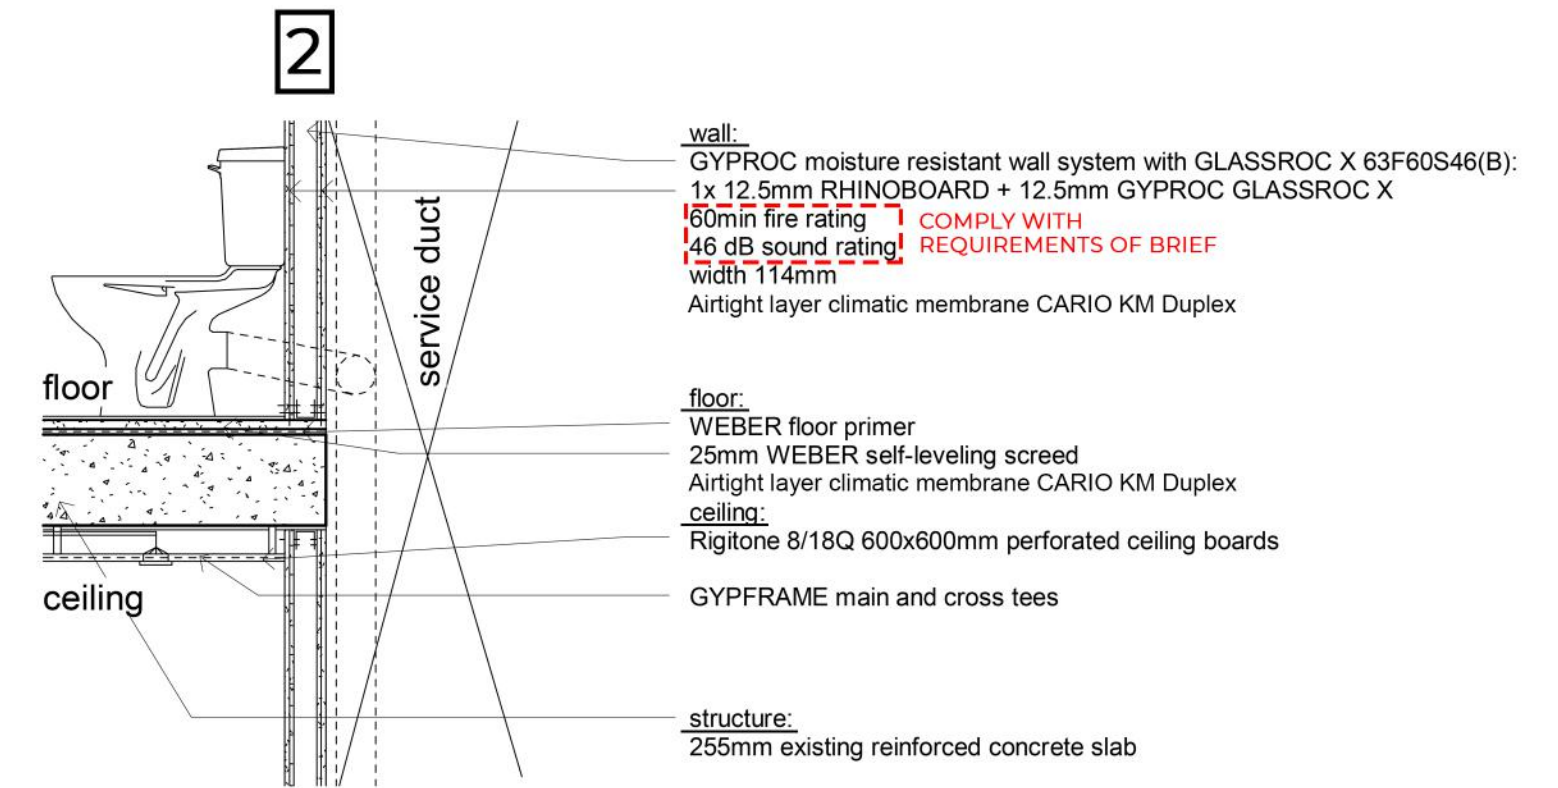 2
wall:
GYPROC moisture resistant wall system with GLASSROC X 63F60S46(B):
1x 12.5mm RHINOBOARD + 12.5mm GYPROC GLASSROC X
60min fire rating
46 dB sound rating
COMPLY WITH
REQUIREMENTS OF BRIEF
width 114mm
Airtight layer climatic membrane CARIO KM Duplex
service duct
floor
floor:
WEBER floor primer
25mm WEBER self-leveling screed
Airtight layer climatic membrane CARIO KM Duplex
ceiling:
Rigitone 8/18Q 600x600mm perforated ceiling boards
GYPFRAME main and cross tees
ceiling
structure:
255mm existing reinforced concrete slab